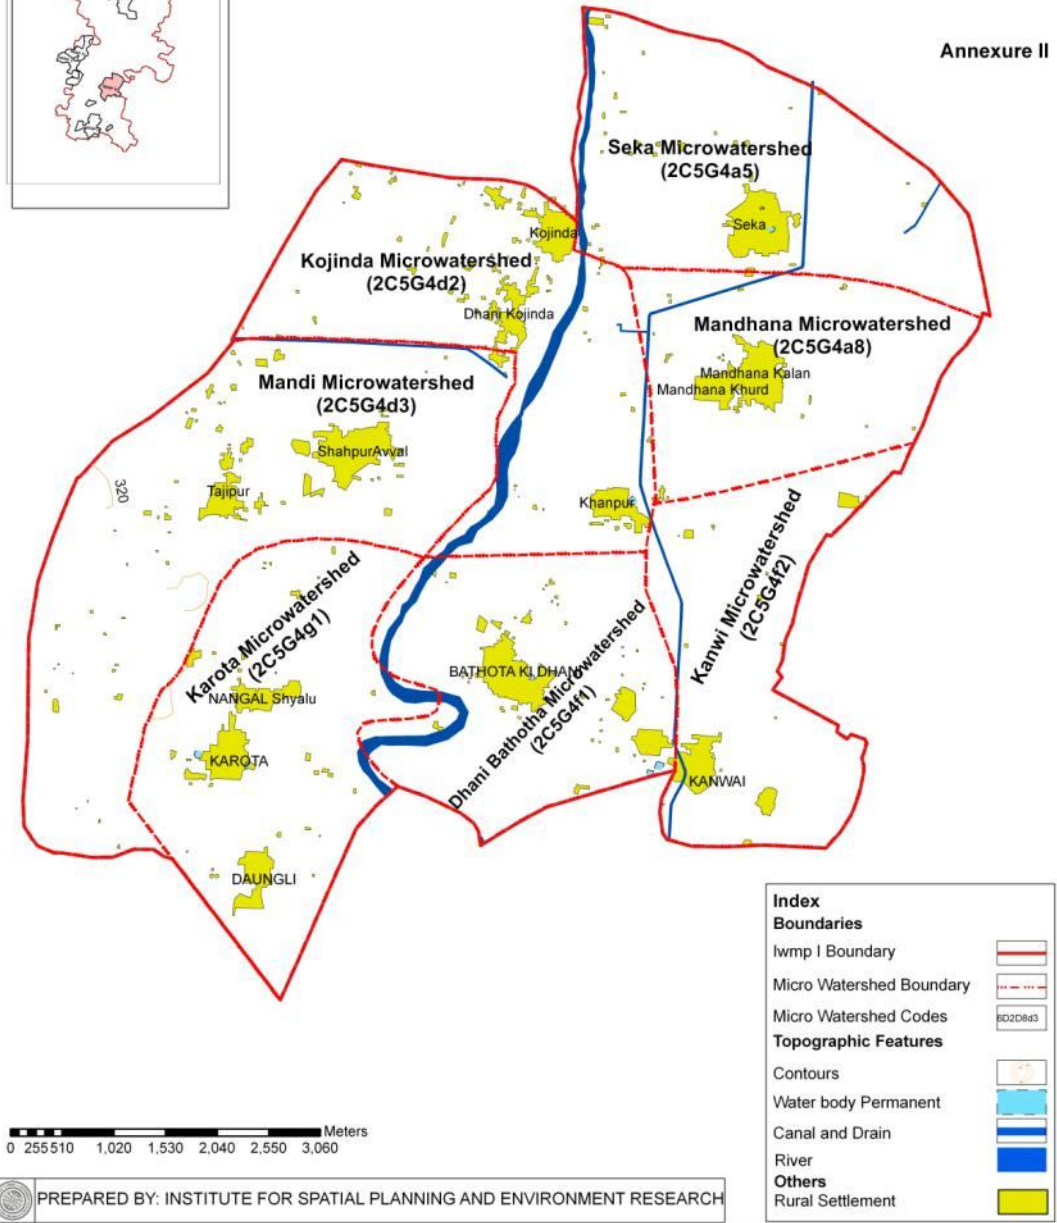 Annexure II
Seka Microwatershed
(2C5G4a5)
Seka
Kojinda
Kojinda Microwatershed
(2C5G4d2)
Dhani Kojinda
Mandhana Microwatershed
(2C5G4a8)
Mandhana Kalan
Mandhana Khurd
Mandi Microwatershed
(2C5G4d3)
ShahpurAvval
Tajipur
320
Khanpur
Kanwi Microwatershed
(2C5G4f2)
Karota Microwatershed
(2C5G4g1)
NANGAL Shyalu
KAROTA
BATHOTA KI DHANI
Dhani Bathotha Microwatershed
(2C5G4f1)
KANWAI
DAUNGLI
Index
Boundaries
Iwmp I Boundary
Micro Watershed Boundary
Micro Watershed Codes
6D2D8d3
Topographic Features
Contours
Water body Permanent
Canal and Drain
River
Others
Rural Settlement
Meters
0 255 510 1,020 1,530 2,040 2,550 3,060
PREPARED BY: INSTITUTE FOR SPATIAL PLANNING AND ENVIRONMENT RESEARCH